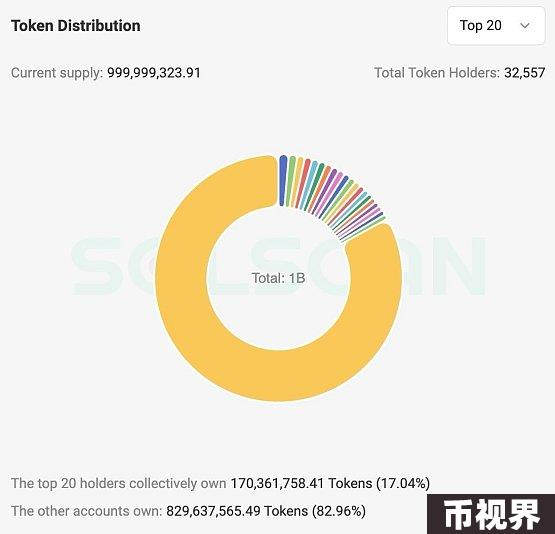 Token Distribution
Top 20
Current supply: 999,999,323.91
Total Token Holders: 32,557
SOLSCAN
Total: 1B
The top 20 holders collectively own 170,361,758.41 Tokens (17.04%)
The other accounts own: 829,637,565.49 Tokens (82.96%)
币视界